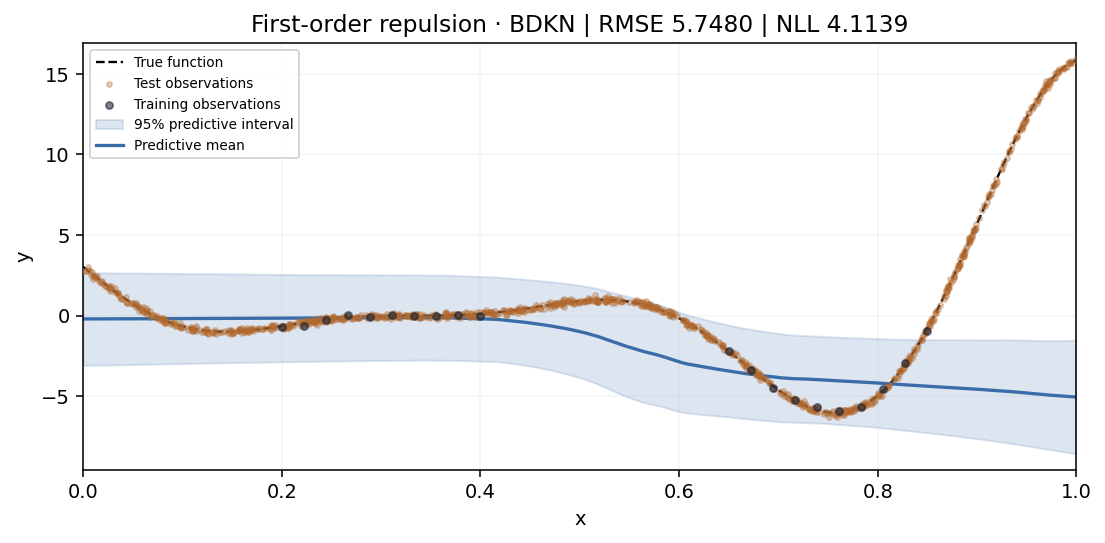 First-order repulsion · BDKN | RMSE 5.7480 | NLL 4.1139
True function
Test observations
Training observations
95% predictive interval
Predictive mean
15
10
5
0
−5
y
0.0 0.2 0.4 0.6 0.8 1.0
x